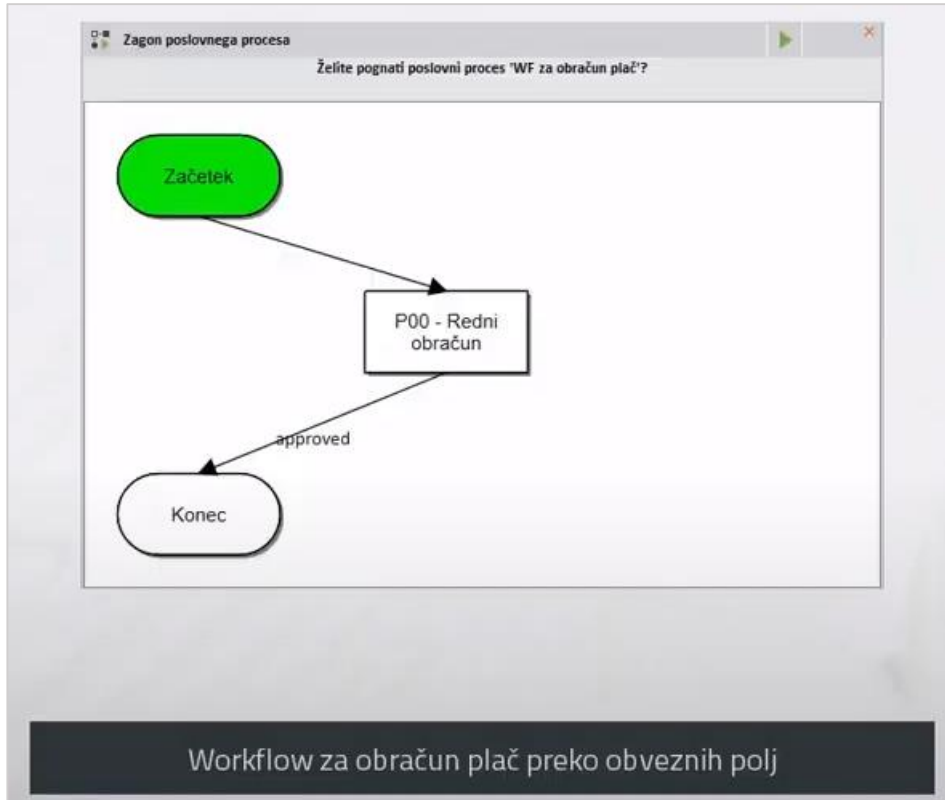 Zagon poslovnega procesa
Želite pognati poslovni proces 'WF za obračun plač'?
Začetek
P00 - Redni
obračun
approved
Konec
Workflow za obračun plač preko obveznih polj